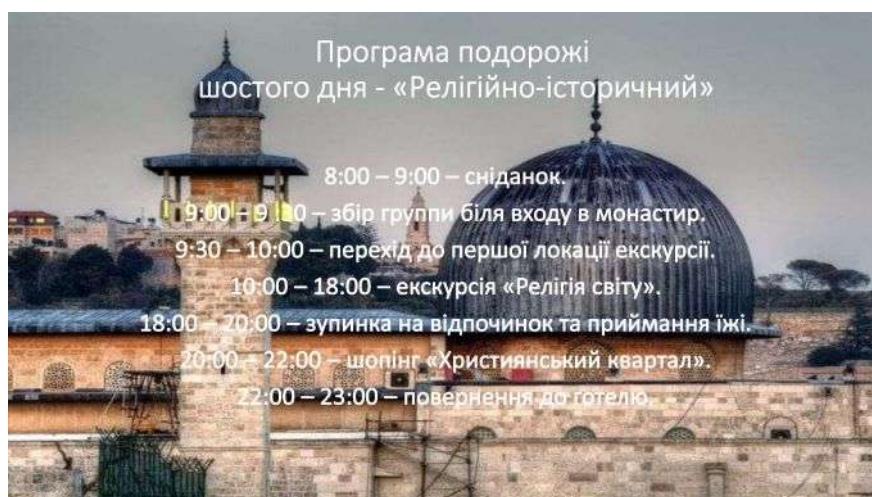 Програма подорожі
шостого дня - «Релігійно-історичний»
8:00 – 9:00 – сніданок.
9:00 – 9:30 – збір группи біля входу в монастир.
9:30 – 10:00 – перехід до першої локації екскурсії.
10:00 – 18:00 – екскурсія «Релігія світу».
18:00 – 20:00 – зупинка на відпочинок та приймання їжі.
20:00 – 22:00 – шопінг «Християнський квартал».
22:00 – 23:00 – повернення до готелю.